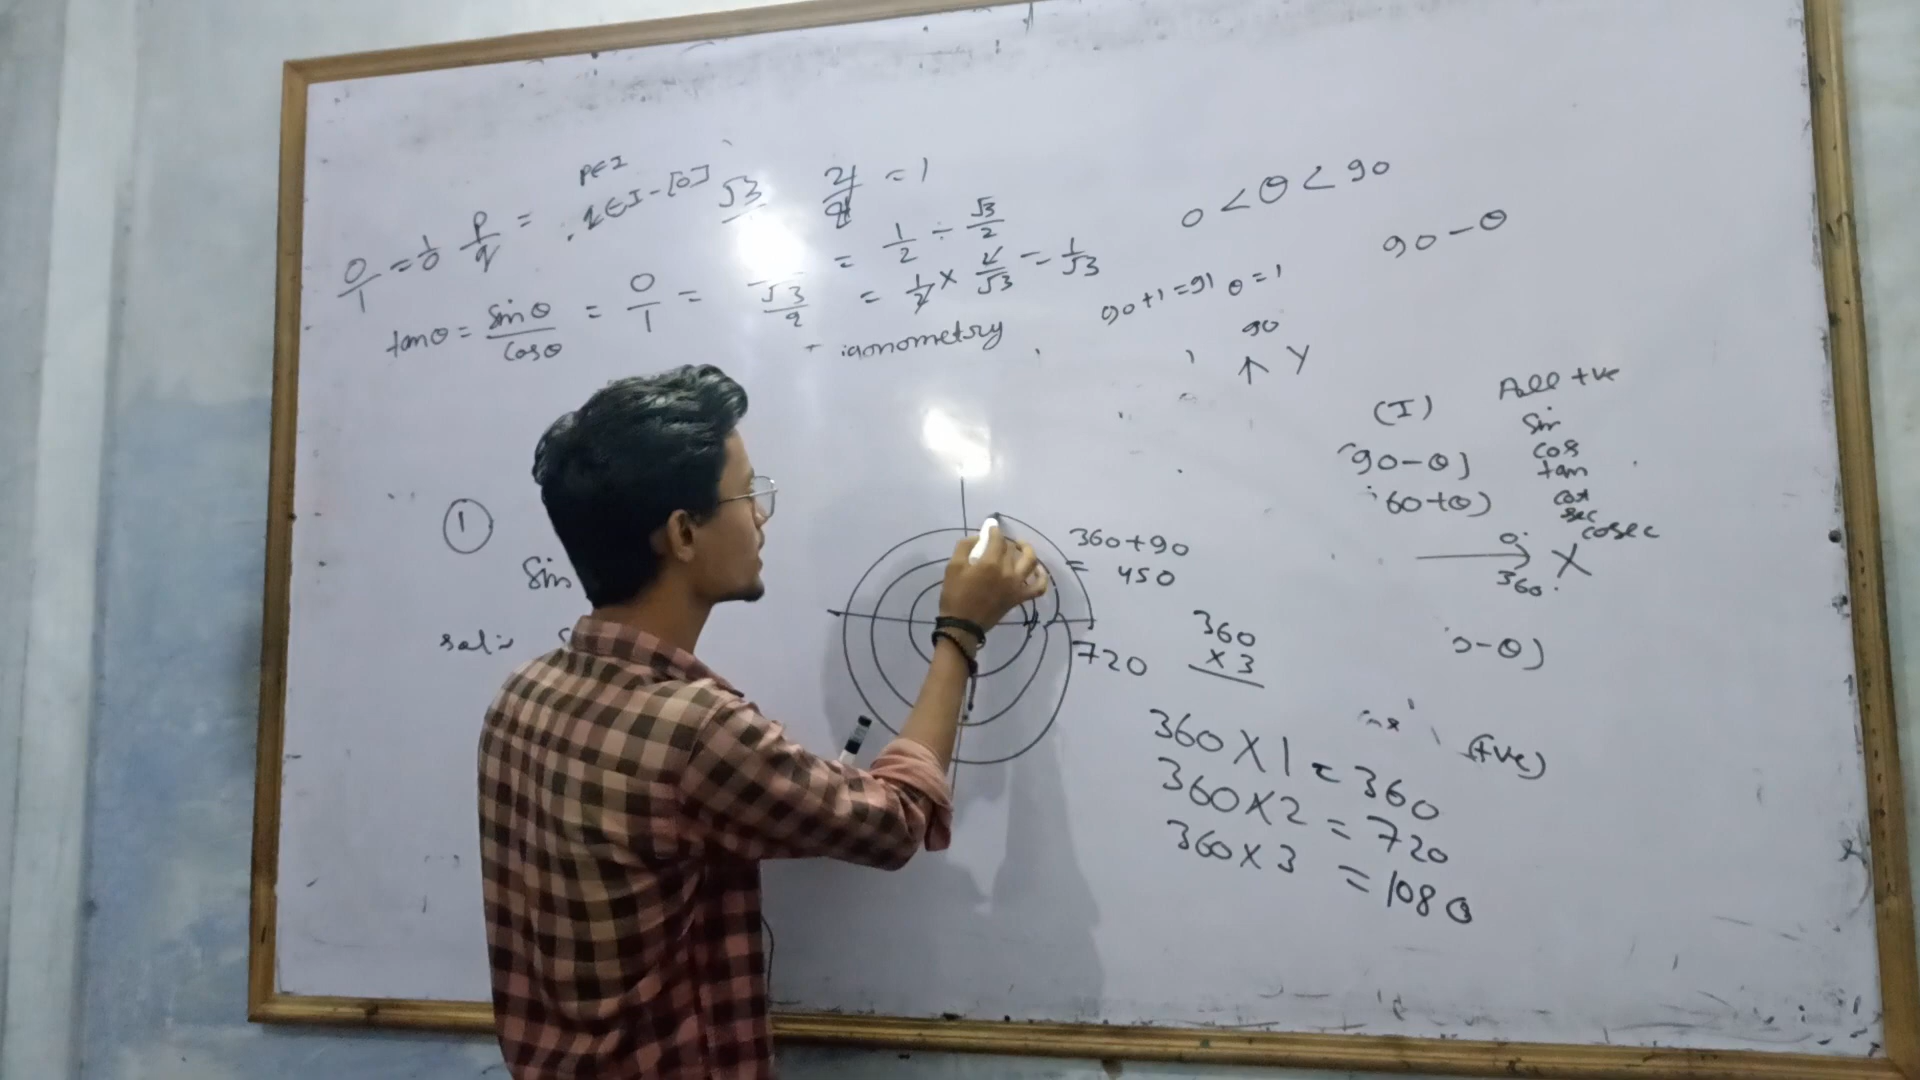 p∈I
0/1 = 1/0 p/q = q∈I-[0] √3 2/2 = 1
tanθ = sinθ/cosθ = 0/1 = √3/2 = 1/2 ÷ √3/2
= 1/2 × 2/√3 = 1/√3
igonometry
0 < θ < 90
90-θ
90+1=91 θ=1
90
Y
(I) All +ve
sin
90-θ) cos
tan
60+θ) cot
sec
cosec
0
X
360
1
Sin
360+90
= 450
720
360
×3
-θ)
(+ve)
360×1=360
360×2=720
360×3=1080